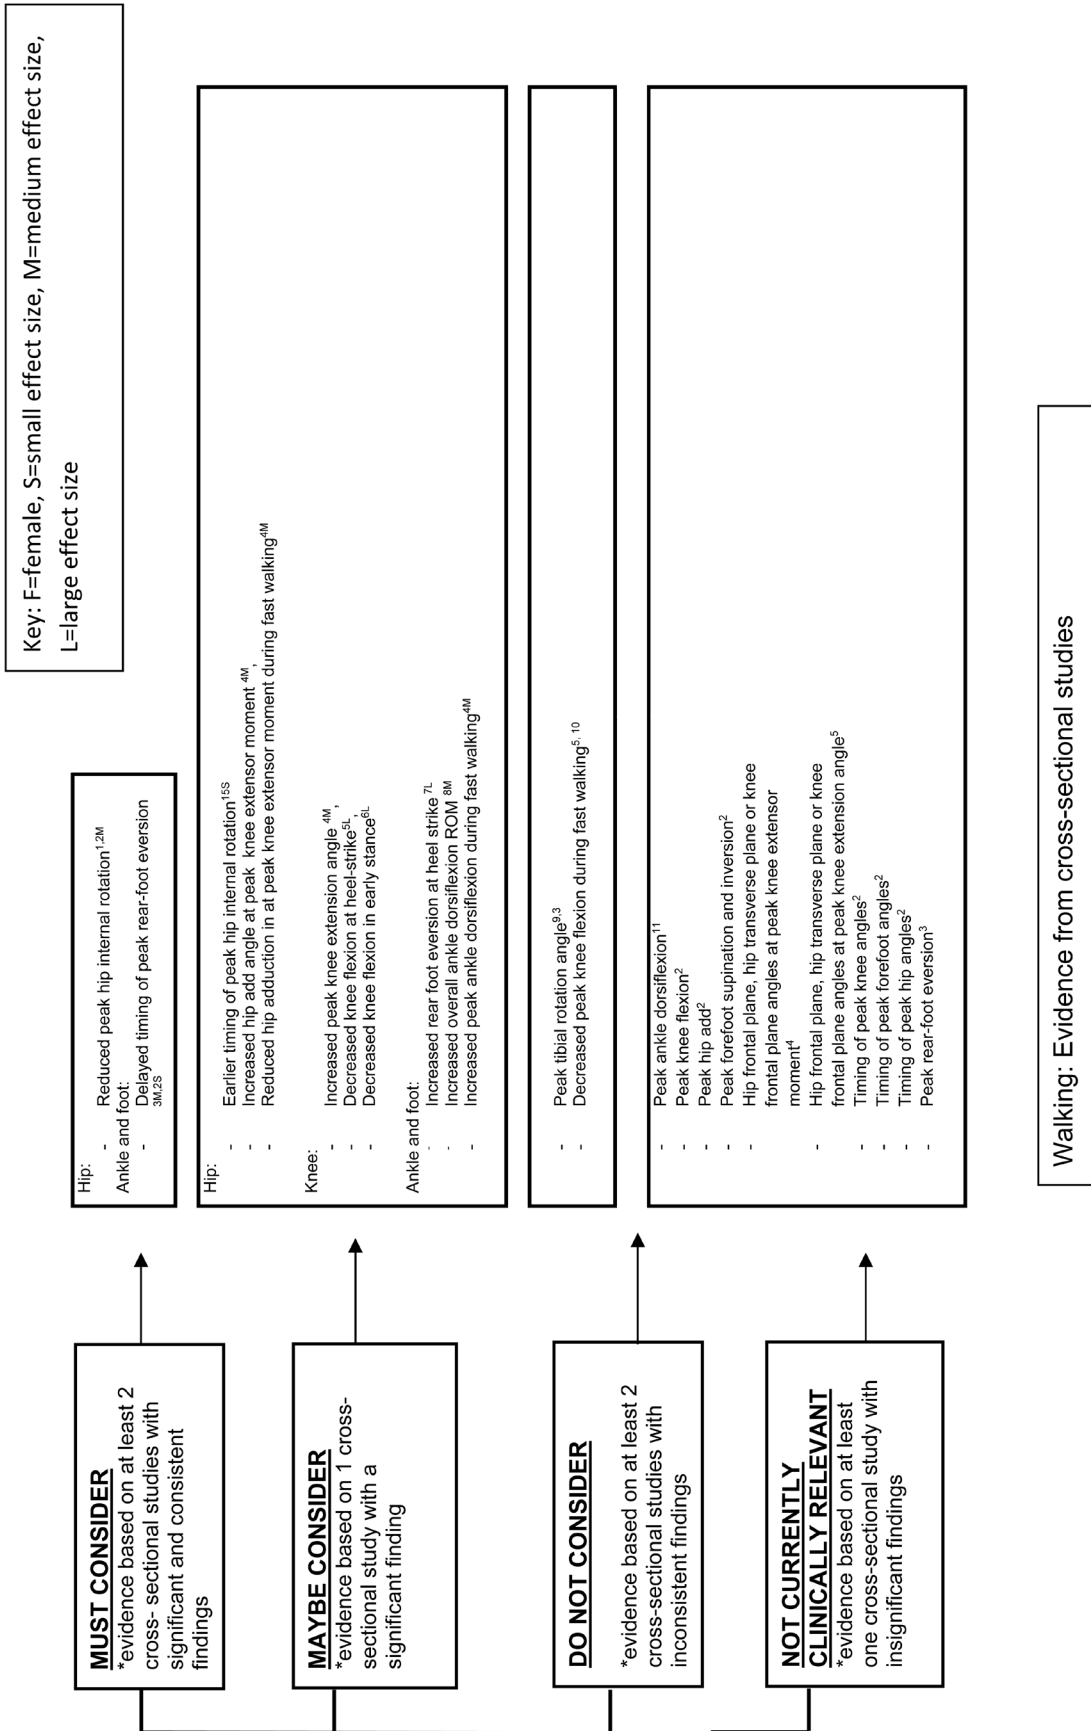 Key: F=female, S=small effect size, M=medium effect size,
L=large effect size
MUST CONSIDER
*evidence based on at least 2
cross- sectional studies with
significant and consistent
findings
Hip:
- Reduced peak hip internal rotation1,2M
Ankle and foot:
- Delayed timing of peak rear-foot eversion
3M,2S
MAYBE CONSIDER
*evidence based on 1 cross-
sectional study with a
significant finding
Hip:
- Earlier timing of peak hip internal rotation15S
- Increased hip add angle at peak knee extensor moment 4M,
- Reduced hip adduction in at peak knee extensor moment during fast walking4M
Knee:
- Increased peak knee extension angle 4M,
- Decreased knee flexion at heel-strike5L,
- Decreased knee flexion in early stance6L
Ankle and foot:
- Increased rear foot eversion at heel strike 7L
- Increased overall ankle dorsiflexion ROM 8M
- Increased peak ankle dorsiflexion during fast walking4M
DO NOT CONSIDER
*evidence based on at least 2
cross-sectional studies with
inconsistent findings
- Peak tibial rotation angle9,3
- Decreased peak knee flexion during fast walking5, 10
NOT CURRENTLY
CLINICALLY RELEVANT
*evidence based on at least
one cross-sectional study with
insignificant findings
- Peak ankle dorsiflexion11
- Peak knee flexion2
- Peak hip add2
- Peak forefoot supination and inversion2
- Hip frontal plane, hip transverse plane or knee
frontal plane angles at peak knee extensor
moment4
- Hip frontal plane, hip transverse plane or knee
frontal plane angles at peak knee extension angle5
- Timing of peak knee angles2
- Timing of peak forefoot angles2
- Timing of peak hip angles2
- Peak rear-foot eversion3
Walking: Evidence from cross-sectional studies